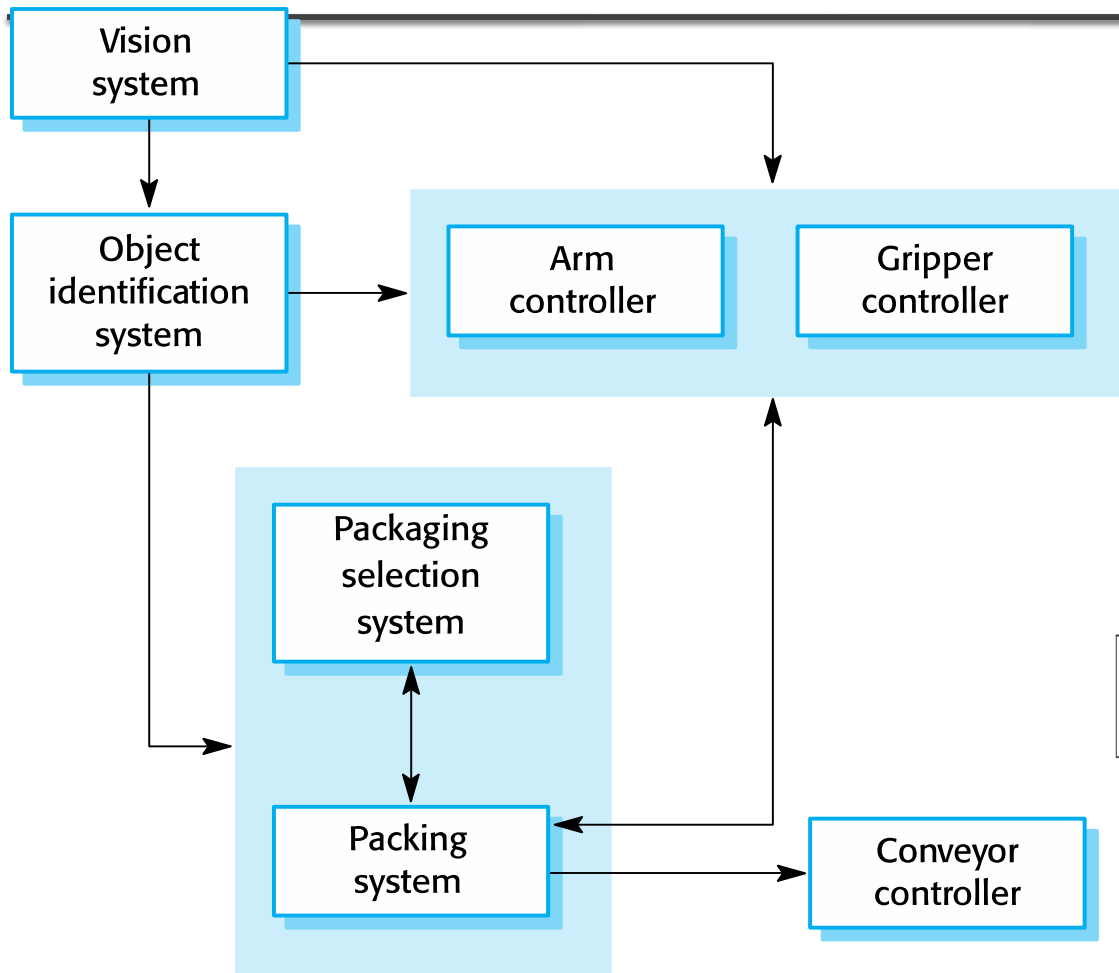 Vision
system
Object
identification
system
Arm
controller
Gripper
controller
Packaging
selection
system
Packing
system
Conveyor
controller